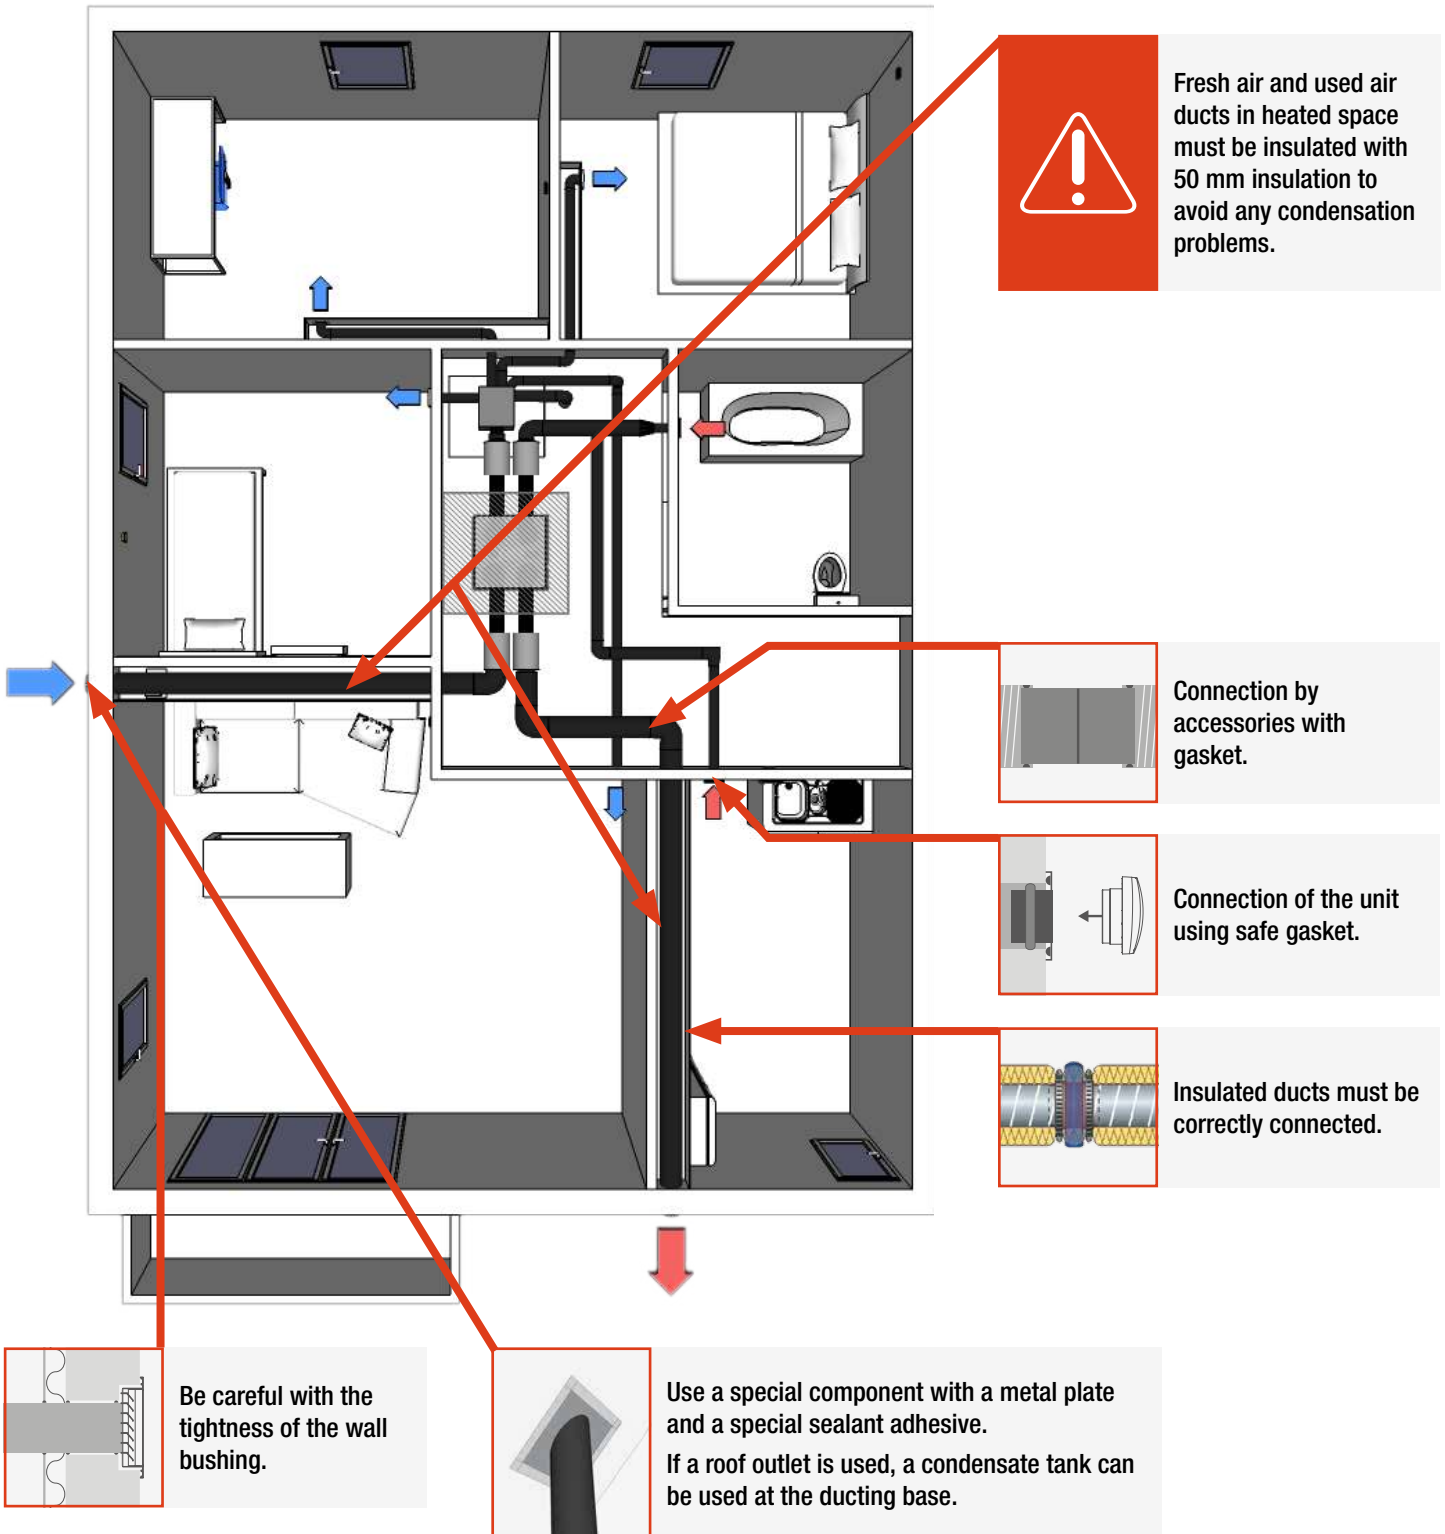 Fresh air and used air
ducts in heated space
must be insulated with
50 mm insulation to
avoid any condensation
problems.
Connection by
accessories with
gasket.
Connection of the unit
using safe gasket.
Insulated ducts must be
correctly connected.
Be careful with the
tightness of the wall
bushing.
Use a special component with a metal plate
and a special sealant adhesive.
If a roof outlet is used, a condensate tank can
be used at the ducting base.